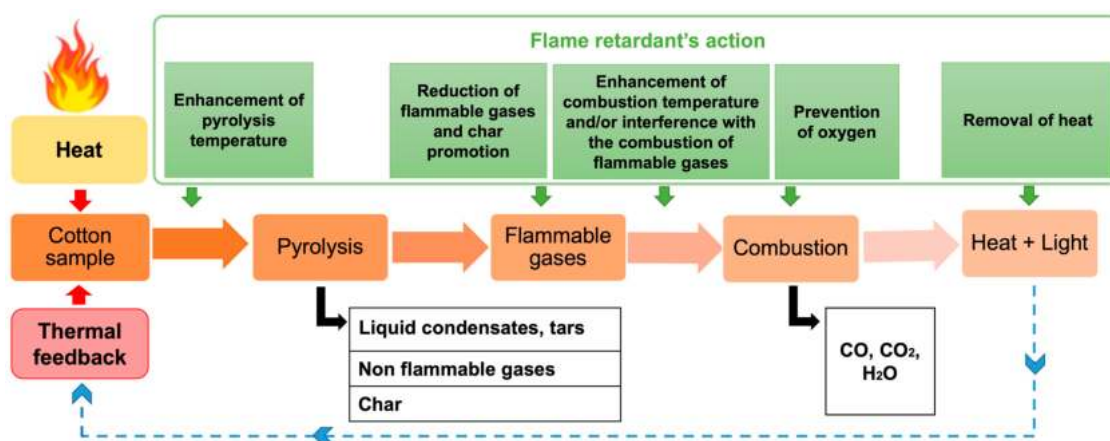 Flame retardant's action
Enhancement of
pyrolysis
temperature
Reduction of
flammable gases
and char
promotion
Enhancement of
combustion temperature
and/or interference with
the combustion of
flammable gases
Prevention
of oxygen
Removal of heat
Heat
Cotton
sample
Pyrolysis
Flammable
gases
Combustion
Heat + Light
Thermal
feedback
Liquid condensates, tars
Non flammable gases
Char
CO, CO₂,
H₂O